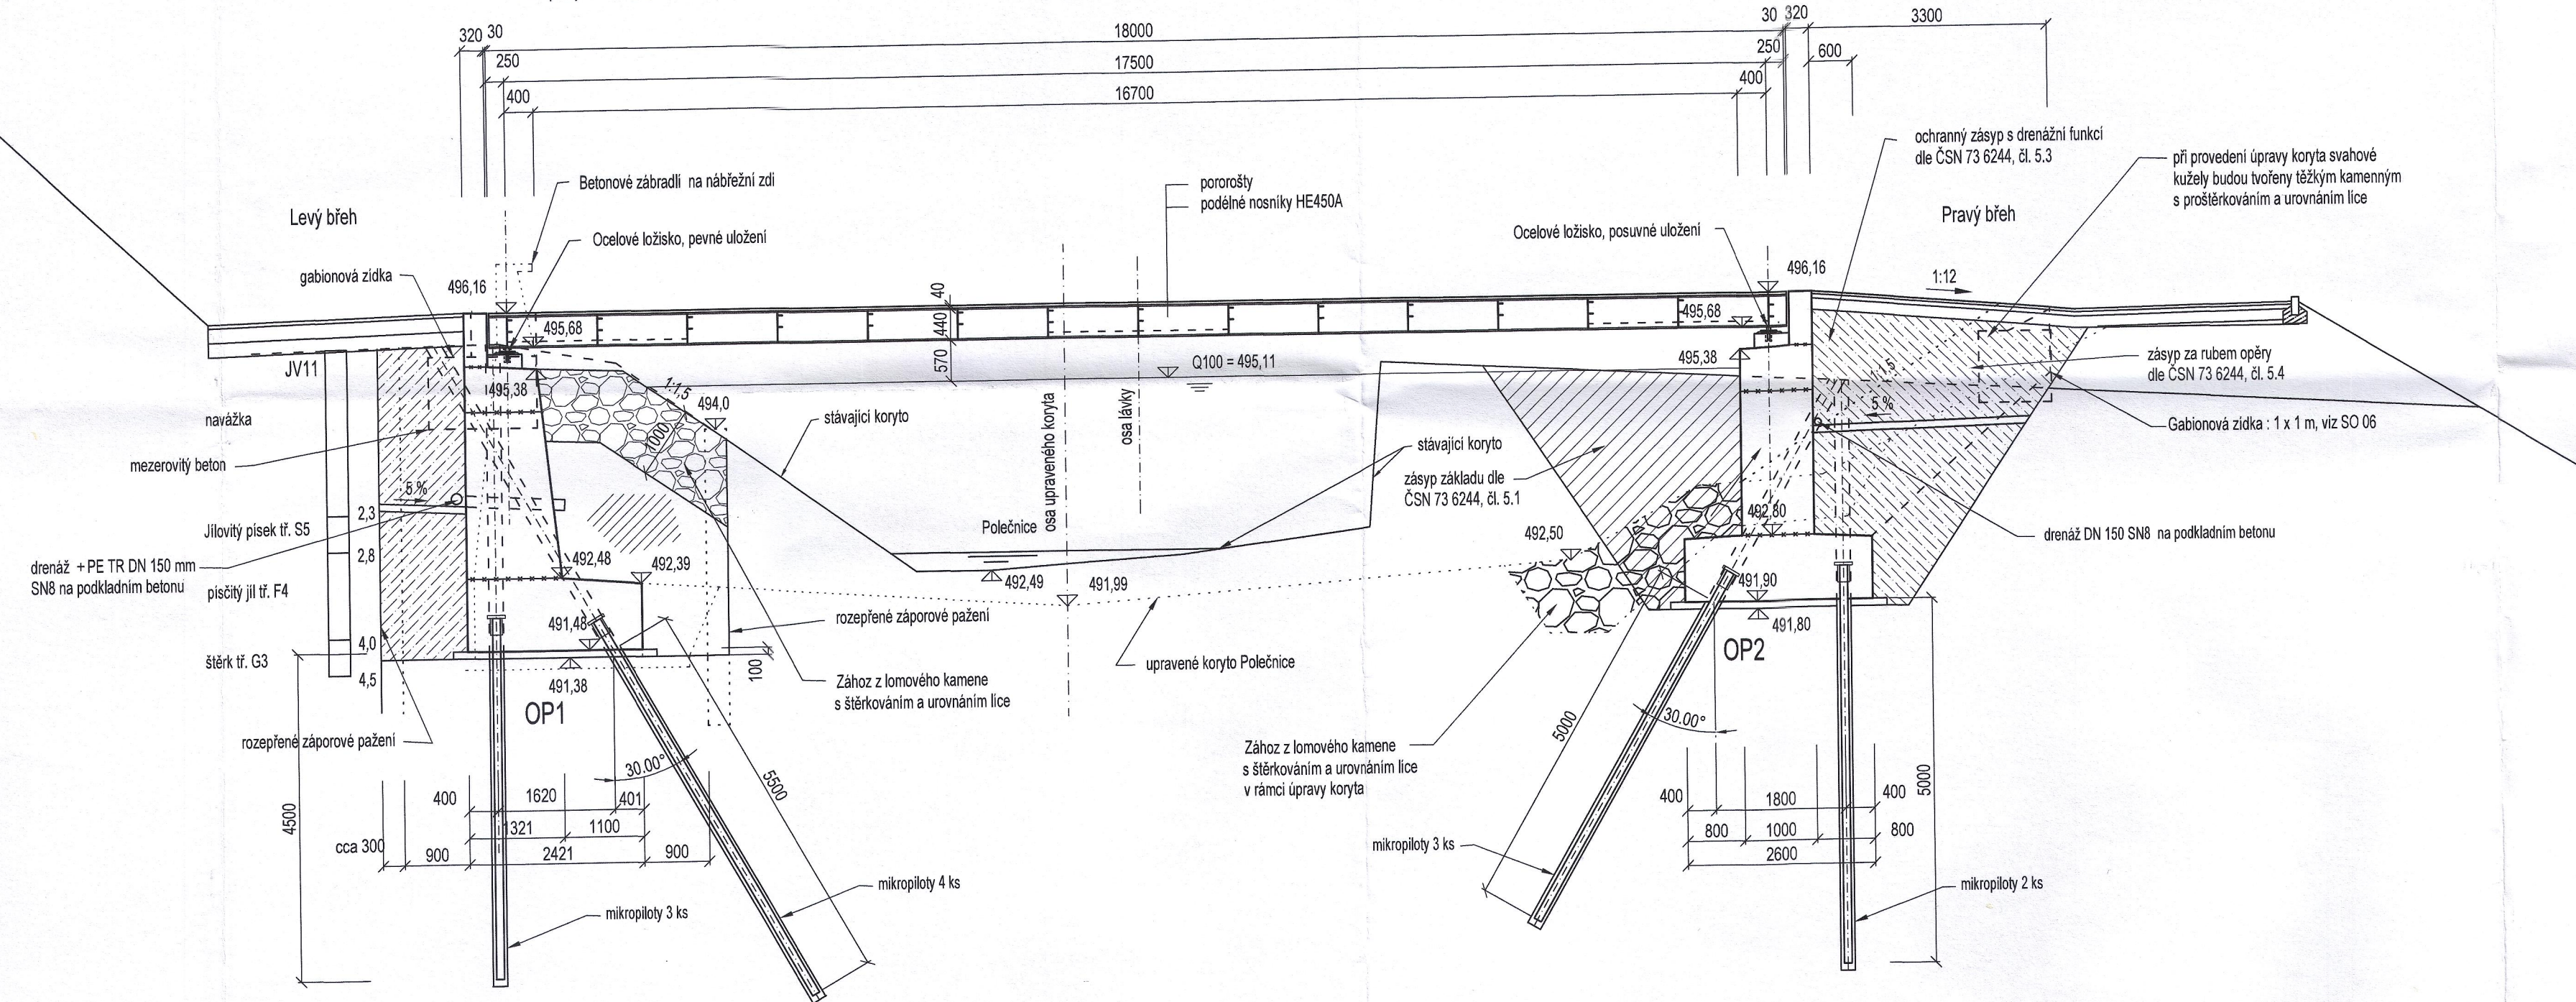 320 30
18000
30 320
3300
250
17500
250
600
400
16700
400
Betonové zábradlí na nábřežní zdi
Levý břeh
Ocelové ložisko, pevné uložení
gabionová zídka
496,16
pororošty
podélné nosníky HE450A
Ocelové ložisko, posuvné uložení
496,16
ochranný zásyp s drenážní funkcí
dle ČSN 73 6244, čl. 5.3
při provedení úpravy koryta svahové
kužely budou tvořeny těžkým kamenným
s proštěrkováním a urovnáním líce
Pravý břeh
1:12
40
440
570
495,68
495,68
JV11
495,38
1:1,5
494,0
1000
Q100 = 495,11
495,38
1:1,5
5 %
zásyp za rubem opěry
dle ČSN 73 6244, čl. 5.4
Gabionová zídka : 1 x 1 m, viz SO 06
navážka
mezerovitý beton
5 %
stávající koryto
osa upraveného koryta
osa lávky
stávající koryto
zásyp základu dle
ČSN 73 6244, čl. 5.1
2,3
Jílovitý písek tř. S5
2,8
drenáž + PE TR DN 150 mm
SN8 na podkladním betonu
písčitý jíl tř. F4
4,0
štěrk tř. G3
4,5
Polečnice
492,48
492,39
492,49
491,99
492,50
492,80
drenáž DN 150 SN8 na podkladním betonu
491,48
491,90
491,80
rozepřené záporové pažení
upravené koryto Polečnice
100
491,38
OP1
OP2
Zához z lomového kamene
s štěrkováním a urovnáním líce
rozepřené záporové pažení
30.00°
5500
4500
Zához z lomového kamene
s štěrkováním a urovnáním líce
v rámci úpravy koryta
5000
30.00°
5000
400
1620
401
1321
1100
cca 300
900
2421
900
400
1800
400
800
1000
800
2600
mikropiloty 3 ks
mikropiloty 4 ks
mikropiloty 3 ks
mikropiloty 2 ks